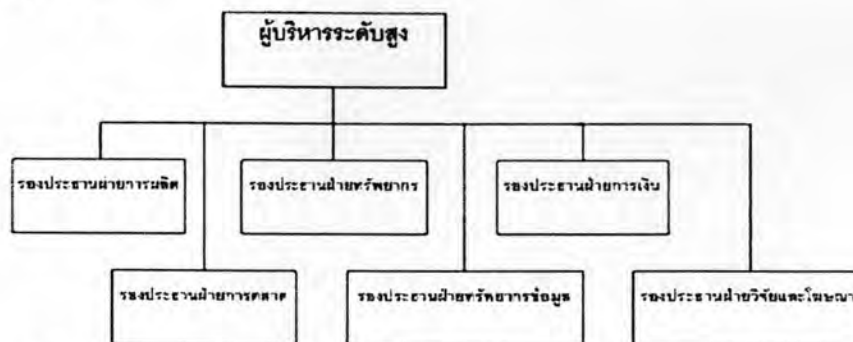 ผู้บริหารระดับสูง
รองประธานฝ่ายการผลิต
รองประธานฝ่ายทรัพยากร
รองประธานฝ่ายการเงิน
รองประธานฝ่ายการตลาด
รองประธานฝ่ายทรัพยากรข้อมูล
รองประธานฝ่ายวิจัยและโฆษณา